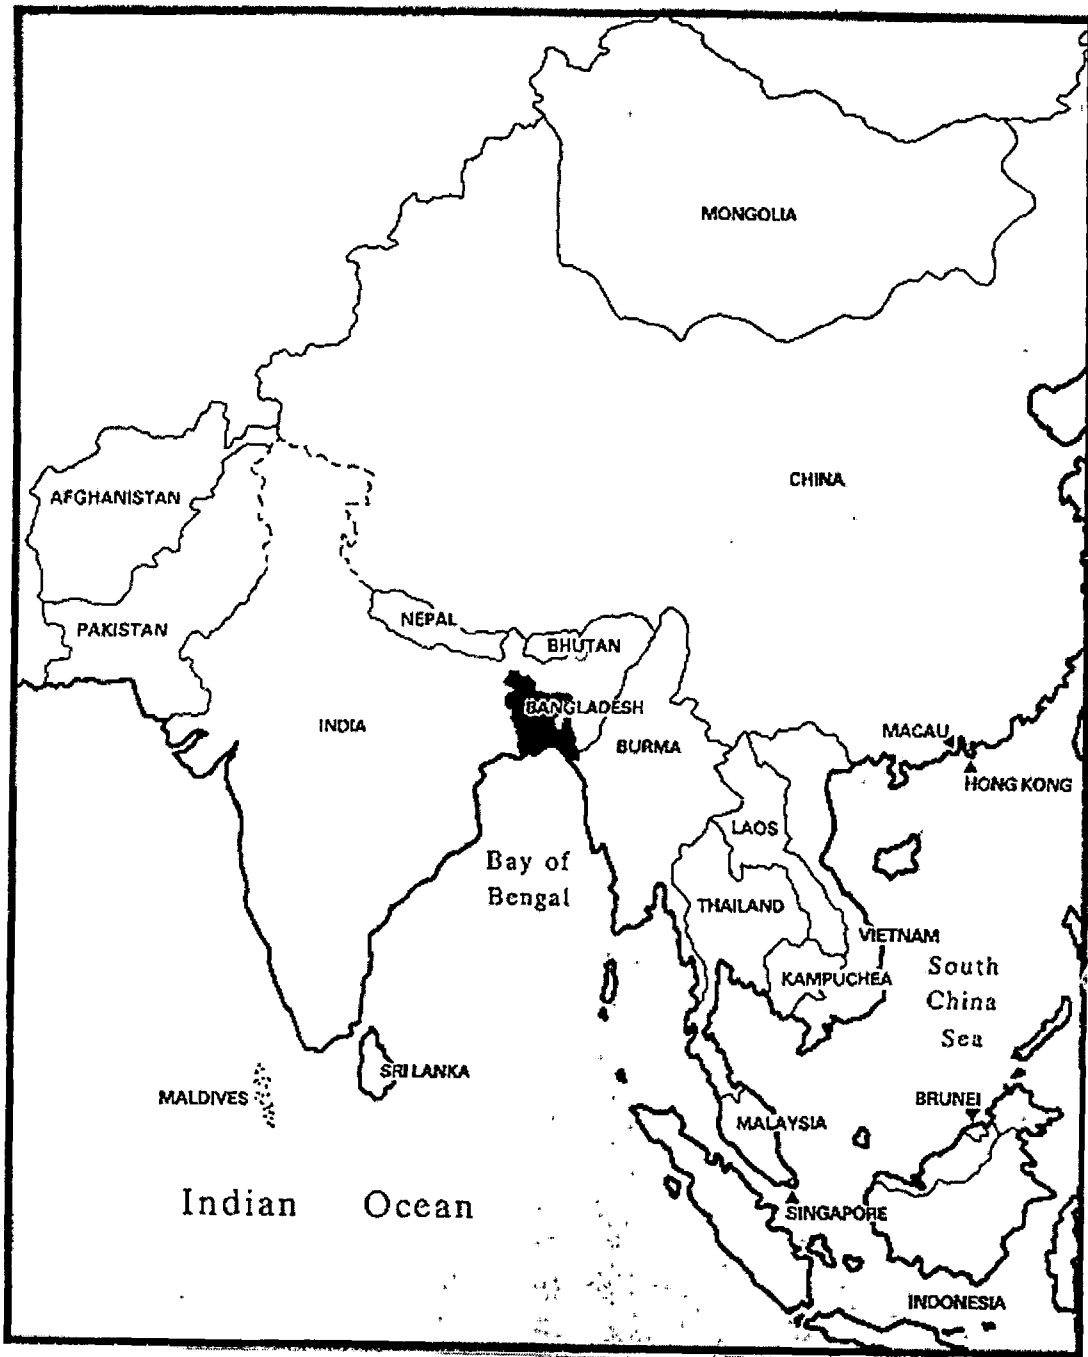 MONGOLIA
CHINA
AFGHANISTAN
PAKISTAN
NEPAL
BHUTAN
BANGLADESH
INDIA
BURMA
MACAU
HONG KONG
LAOS
Bay of
Bengal
THAILAND
VIETNAM
KAMPUCHEA
South
China
Sea
SRI LANKA
MALDIVES
BRUNEI
MALAYSIA
Indian Ocean
SINGAPORE
INDONESIA